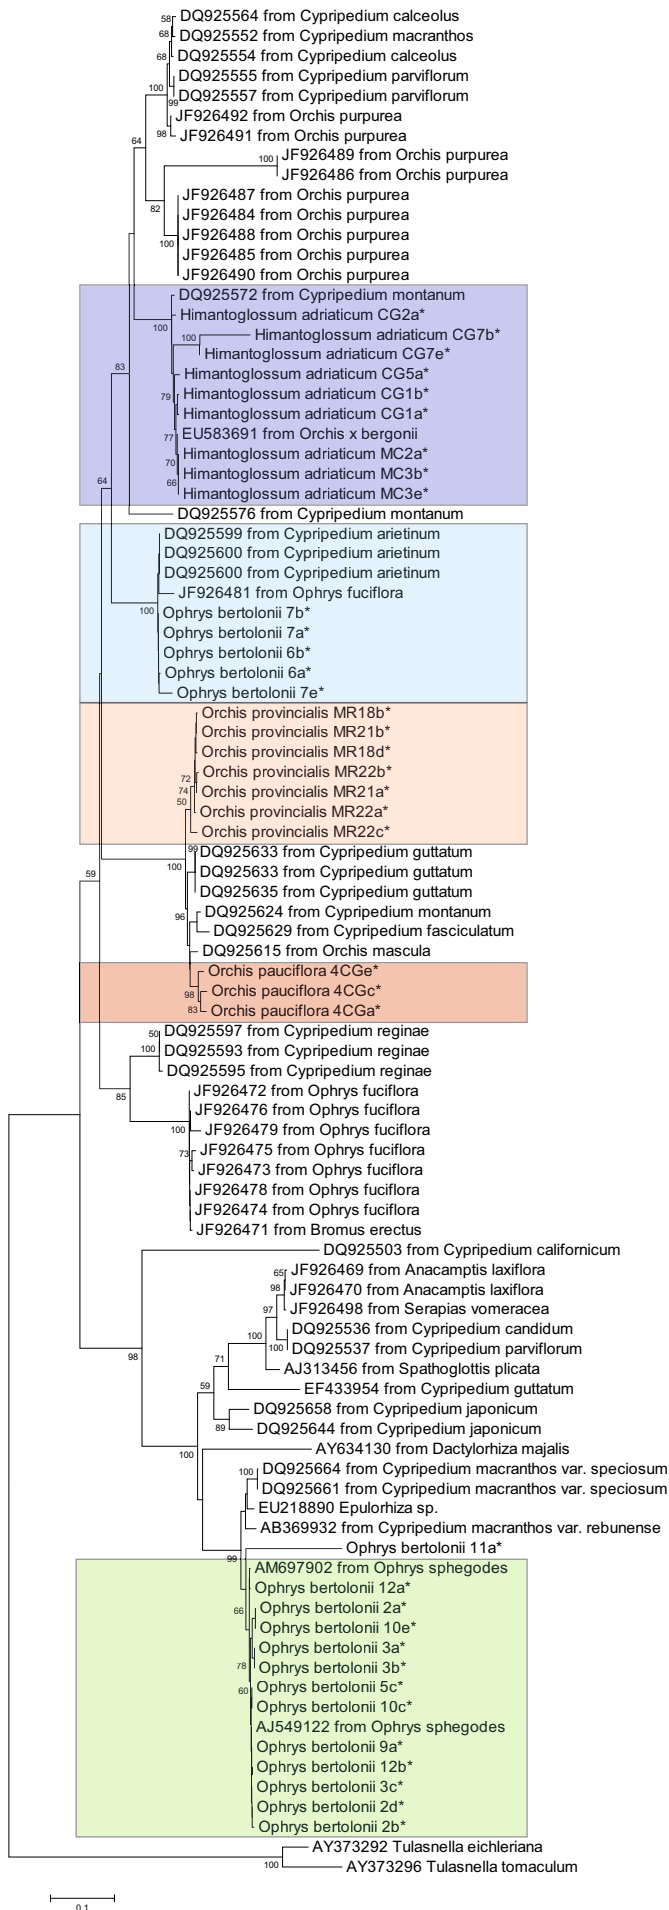 58
DQ925564 from Cypripedium calceolus
68
DQ925552 from Cypripedium macranthos
68
DQ925554 from Cypripedium calceolus
DQ925555 from Cypripedium parviflorum
100
DQ925557 from Cypripedium parviflorum
99
JF926492 from Orchis purpurea
98
JF926491 from Orchis purpurea
64
JF926489 from Orchis purpurea
100
JF926486 from Orchis purpurea
JF926487 from Orchis purpurea
82
JF926484 from Orchis purpurea
JF926488 from Orchis purpurea
100
JF926485 from Orchis purpurea
JF926490 from Orchis purpurea
DQ925572 from Cypripedium montanum
Himantoglossum adriaticum CG2a*
100
Himantoglossum adriaticum CG7b*
100
Himantoglossum adriaticum CG7e*
83
Himantoglossum adriaticum CG5a*
Himantoglossum adriaticum CG1b*
79
Himantoglossum adriaticum CG1a*
EU583691 from Orchis x bergonii
77
Himantoglossum adriaticum MC2a*
70
Himantoglossum adriaticum MC3b*
66
Himantoglossum adriaticum MC3e*
64
DQ925576 from Cypripedium montanum
DQ925599 from Cypripedium arietinum
DQ925600 from Cypripedium arietinum
DQ925600 from Cypripedium arietinum
JF926481 from Ophrys fuciflora
100
Ophrys bertolonii 7b*
Ophrys bertolonii 7a*
Ophrys bertolonii 6b*
Ophrys bertolonii 6a*
Ophrys bertolonii 7e*
Orchis provincialis MR18b*
Orchis provincialis MR21b*
Orchis provincialis MR18d*
Orchis provincialis MR22b*
72
Orchis provincialis MR21a*
74
50
Orchis provincialis MR22a*
Orchis provincialis MR22c*
99
DQ925633 from Cypripedium guttatum
100
DQ925633 from Cypripedium guttatum
59
DQ925635 from Cypripedium guttatum
DQ925624 from Cypripedium montanum
96
DQ925629 from Cypripedium fasciculatum
DQ925615 from Orchis mascula
Orchis pauciflora 4CGe*
Orchis pauciflora 4CGc*
98
Orchis pauciflora 4CGa*
83
DQ925597 from Cypripedium reginae
50
DQ925593 from Cypripedium reginae
100
DQ925595 from Cypripedium reginae
85
JF926472 from Ophrys fuciflora
JF926476 from Ophrys fuciflora
JF926479 from Ophrys fuciflora
100
JF926475 from Ophrys fuciflora
73
JF926473 from Ophrys fuciflora
JF926478 from Ophrys fuciflora
JF926474 from Ophrys fuciflora
JF926471 from Bromus erectus
DQ925503 from Cypripedium californicum
65
JF926469 from Anacamptis laxiflora
98
JF926470 from Anacamptis laxiflora
97
JF926498 from Serapias vomeracea
DQ925536 from Cypripedium candidum
100
DQ925537 from Cypripedium parviflorum
100
98
71
AJ313456 from Spathoglottis plicata
EF433954 from Cypripedium guttatum
59
DQ925658 from Cypripedium japonicum
89
DQ925644 from Cypripedium japonicum
100
AY634130 from Dactylorhiza majalis
100
DQ925664 from Cypripedium macranthos var. speciosum
DQ925661 from Cypripedium macranthos var. speciosum
EU218890 Epulorhiza sp.
AB369932 from Cypripedium macranthos var. rebunense
Ophrys bertolonii 11a*
99
AM697902 from Ophrys sphegodes
Ophrys bertolonii 12a*
66
Ophrys bertolonii 2a*
Ophrys bertolonii 10e*
Ophrys bertolonii 3a*
78
Ophrys bertolonii 3b*
60
Ophrys bertolonii 5c*
Ophrys bertolonii 10c*
AJ549122 from Ophrys sphegodes
Ophrys bertolonii 9a*
Ophrys bertolonii 12b*
Ophrys bertolonii 3c*
Ophrys bertolonii 2d*
Ophrys bertolonii 2b*
AY373292 Tulasnella eichleriana
100
AY373296 Tulasnella tomaculum
0.1